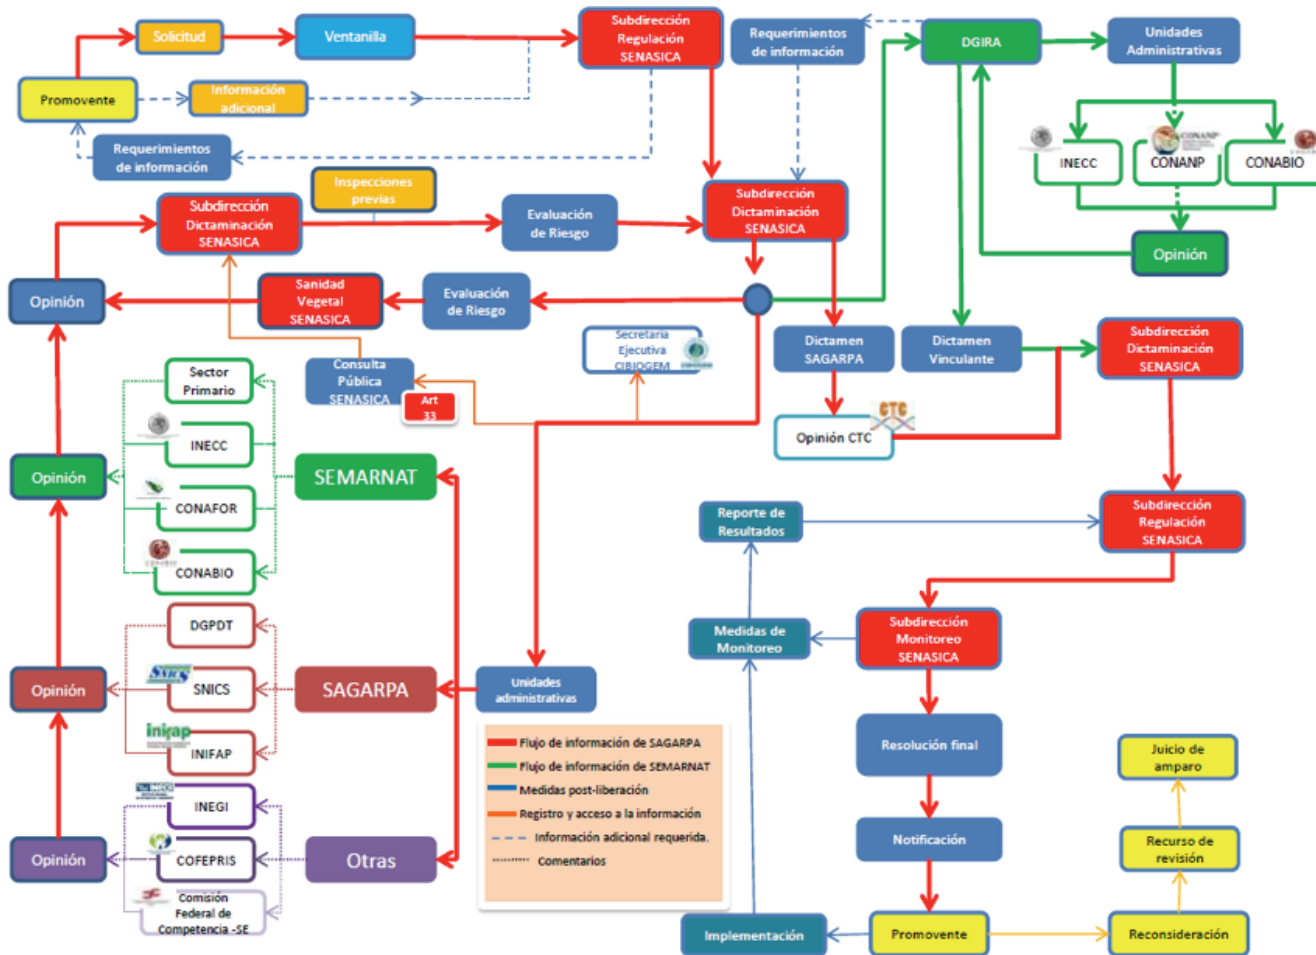 Solicitud
Ventanilla
Subdirección
Regulación
SENASICA
Requerimientos
de información
DGIRA
Unidades
Administrativas
Promovente
Información
adicional
Requerimientos
de información
INECC
CONANP
CONANP
CONABIO
Inspecciones
previas
Subdirección
Dictaminación
SENASICA
Evaluación
de Riesgo
Subdirección
Dictaminación
SENASICA
Opinión
Opinión
Sanidad
Vegetal
SENASICA
Evaluación
de Riesgo
Secretaría
Ejecutiva
CIBIOGEM
Dictamen
SAGARPA
Dictamen
Vinculante
Subdirección
Dictaminación
SENASICA
Sector
Primario
Consulta
Pública
SENASICA
Art
33
CTC
Opinión CTC
INECC
Opinión
SEMARNAT
CONAFOR
Reporte de
Resultados
Subdirección
Regulación
SENASICA
CONABIO
CONABIO
DGPDT
Medidas de
Monitoreo
Subdirección
Monitoreo
SENASICA
Opinión
SNICS
SNICS
SAGARPA
Unidades
administrativas
inifap
INIFAP
Flujo de información de SAGARPA
Flujo de información de SEMARNAT
Medidas post-liberación
Registro y acceso a la información
Información adicional requerida.
Comentarios
Resolución final
Juicio de
amparo
INEGI
INEGI
Opinión
COFEPRIS
Otras
Notificación
Recurso de
revisión
Comisión
Federal de
Competencia -SE
Implementación
Promovente
Reconsideración